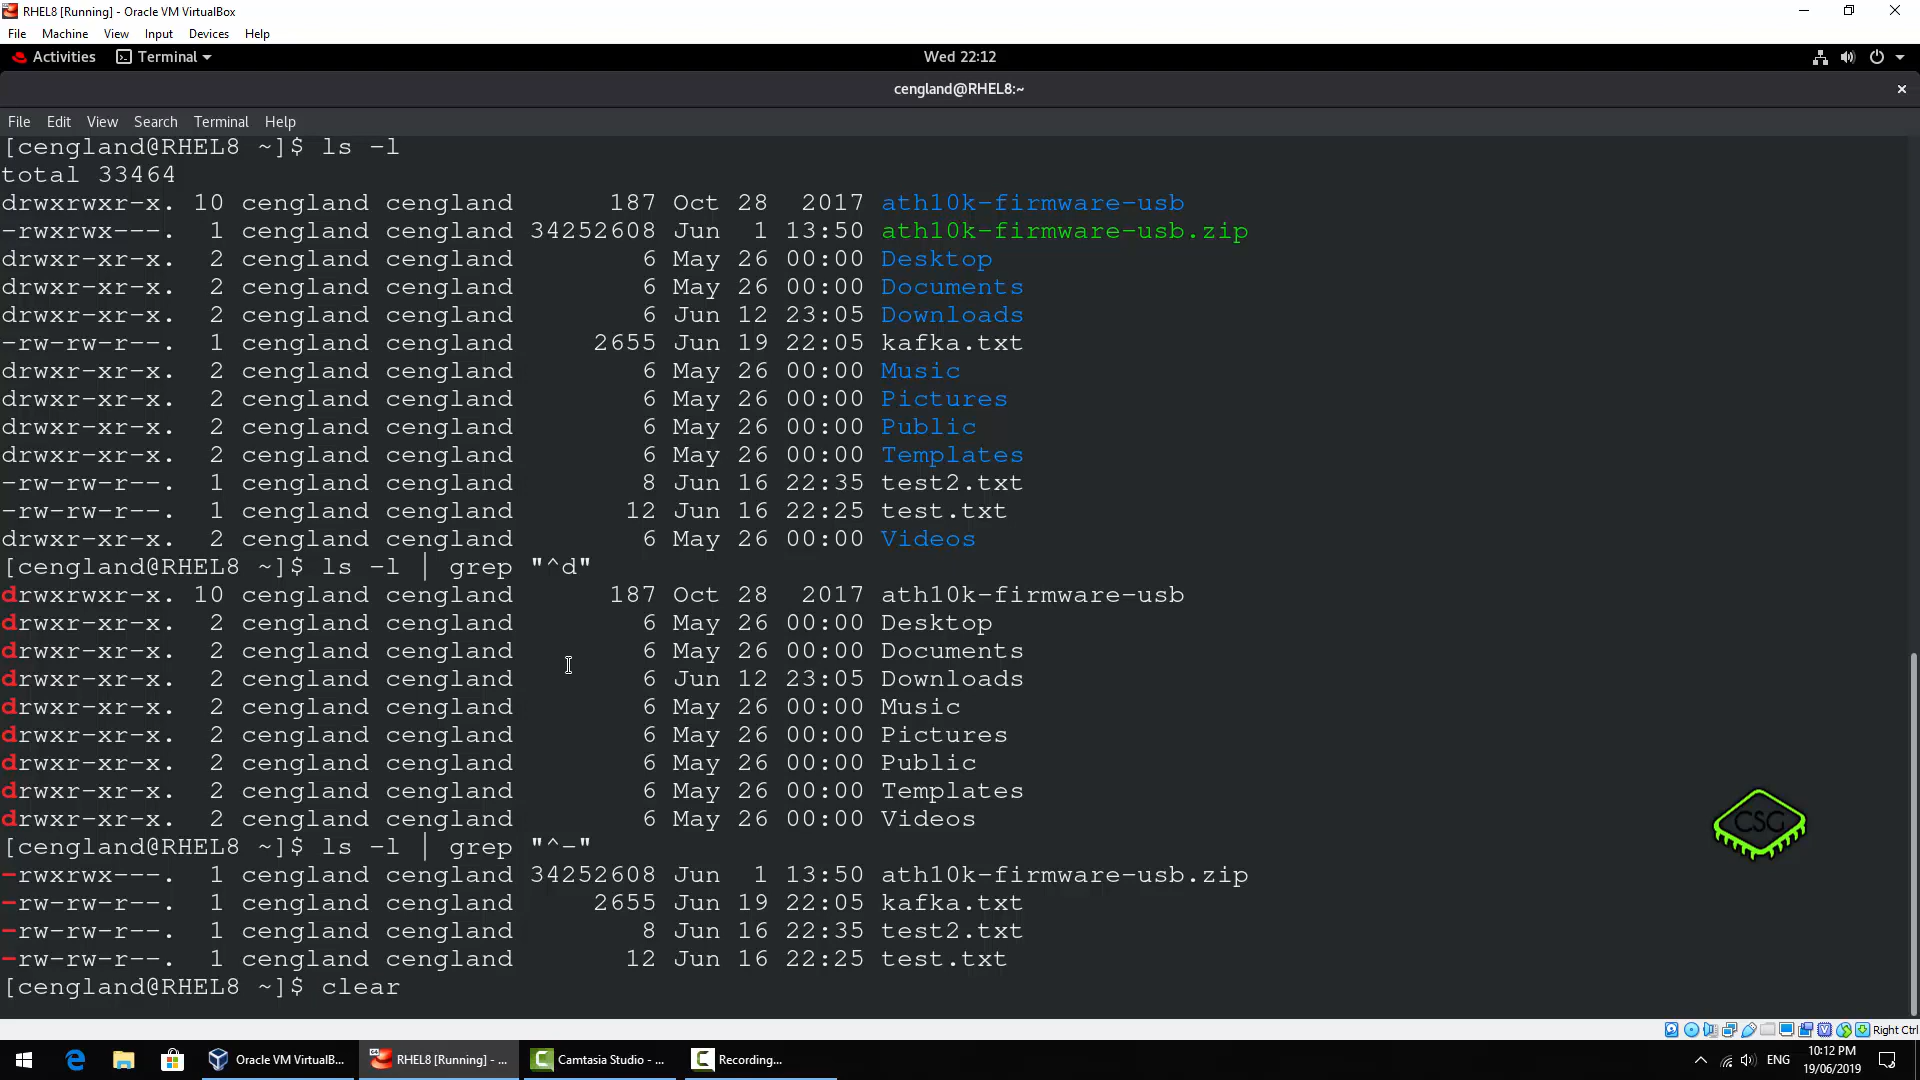 RHEL8 [Running] - Oracle VM VirtualBox
File Machine View Input Devices Help
Activities Terminal Wed 22:12
cengland@RHEL8:~
File Edit View Search Terminal Help
[cengland@RHEL8 ~]$ ls -l
total 33464
drwxrwxr-x. 10 cengland cengland 187 Oct 28 2017 ath10k-firmware-usb
-rwxrwx---. 1 cengland cengland 34252608 Jun 1 13:50 ath10k-firmware-usb.zip
drwxr-xr-x. 2 cengland cengland 6 May 26 00:00 Desktop
drwxr-xr-x. 2 cengland cengland 6 May 26 00:00 Documents
drwxr-xr-x. 2 cengland cengland 6 Jun 12 23:05 Downloads
-rw-rw-r--. 1 cengland cengland 2655 Jun 19 22:05 kafka.txt
drwxr-xr-x. 2 cengland cengland 6 May 26 00:00 Music
drwxr-xr-x. 2 cengland cengland 6 May 26 00:00 Pictures
drwxr-xr-x. 2 cengland cengland 6 May 26 00:00 Public
drwxr-xr-x. 2 cengland cengland 6 May 26 00:00 Templates
-rw-rw-r--. 1 cengland cengland 8 Jun 16 22:35 test2.txt
-rw-rw-r--. 1 cengland cengland 12 Jun 16 22:25 test.txt
drwxr-xr-x. 2 cengland cengland 6 May 26 00:00 Videos
[cengland@RHEL8 ~]$ ls -l | grep "^d"
drwxrwxr-x. 10 cengland cengland 187 Oct 28 2017 ath10k-firmware-usb
drwxr-xr-x. 2 cengland cengland 6 May 26 00:00 Desktop
drwxr-xr-x. 2 cengland cengland 6 May 26 00:00 Documents
drwxr-xr-x. 2 cengland cengland 6 Jun 12 23:05 Downloads
drwxr-xr-x. 2 cengland cengland 6 May 26 00:00 Music
drwxr-xr-x. 2 cengland cengland 6 May 26 00:00 Pictures
drwxr-xr-x. 2 cengland cengland 6 May 26 00:00 Public
drwxr-xr-x. 2 cengland cengland 6 May 26 00:00 Templates
drwxr-xr-x. 2 cengland cengland 6 May 26 00:00 Videos
CSG
[cengland@RHEL8 ~]$ ls -l | grep "^-"
-rwxrwx---. 1 cengland cengland 34252608 Jun 1 13:50 ath10k-firmware-usb.zip
-rw-rw-r--. 1 cengland cengland 2655 Jun 19 22:05 kafka.txt
-rw-rw-r--. 1 cengland cengland 8 Jun 16 22:35 test2.txt
-rw-rw-r--. 1 cengland cengland 12 Jun 16 22:25 test.txt
[cengland@RHEL8 ~]$ clear
Right Ctrl
Oracle VM VirtualB... RHEL8 [Running] - ... Camtasia Studio - ... Recording... ENG 10:12 PM
19/06/2019